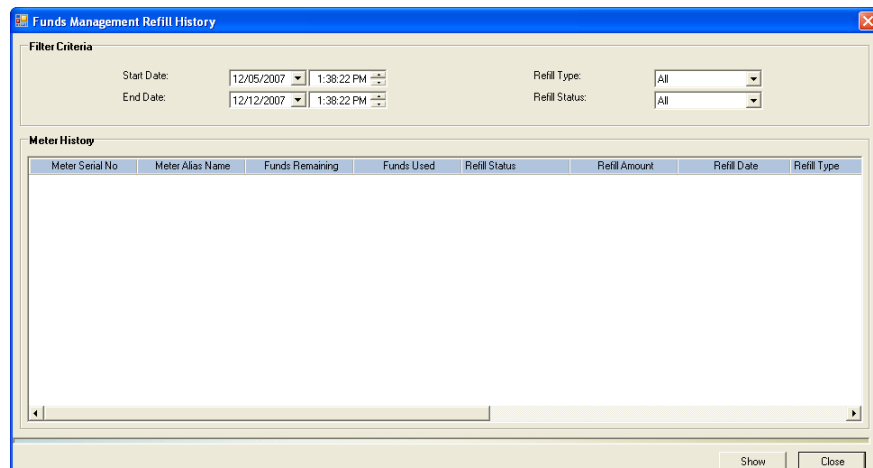 Funds Management Refill History
Filter Criteria
Start Date: 12/05/2007 1:38:22 PM Refill Type: All
End Date: 12/12/2007 1:38:22 PM Refill Status: All
Meter History
Meter Serial No Meter Alias Name Funds Remaining Funds Used Refill Status Refill Amount Refill Date Refill Type
Show Close